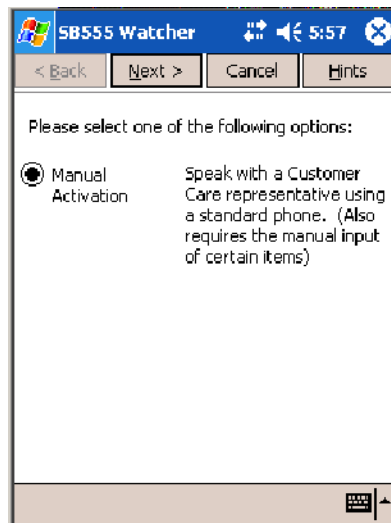 SB555 Watcher 5:57
< Back Next > Cancel Hints
Please select one of the following options:
Manual Activation
Speak with a Customer
Care representative using
a standard phone. (Also
requires the manual input
of certain items)